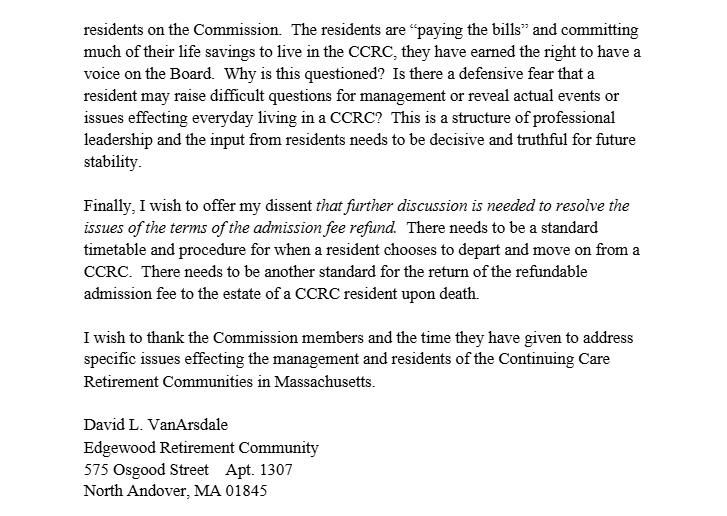 residents on the Commission.  The residents are “paying the bills” and committing
much of their life savings to live in the CCRC, they have earned the right to have a
voice on the Board.  Why is this questioned?  Is there a defensive fear that a
resident may raise difficult questions for management or reveal actual events or
issues effecting everyday living in a CCRC?  This is a structure of professional
leadership and the input from residents needs to be decisive and truthful for future
stability.
Finally, I wish to offer my dissent that further discussion is needed to resolve the
issues of the terms of the admission fee refund.  There needs to be a standard
timetable and procedure for when a resident chooses to depart and move on from a
CCRC.  There needs to be another standard for the return of the refundable
admission fee to the estate of a CCRC resident upon death.
I wish to thank the Commission members and the time they have given to address
specific issues effecting the management and residents of the Continuing Care
Retirement Communities in Massachusetts.
David L. VanArsdale
Edgewood Retirement Community
575 Osgood Street    Apt. 1307
North Andover, MA 01845